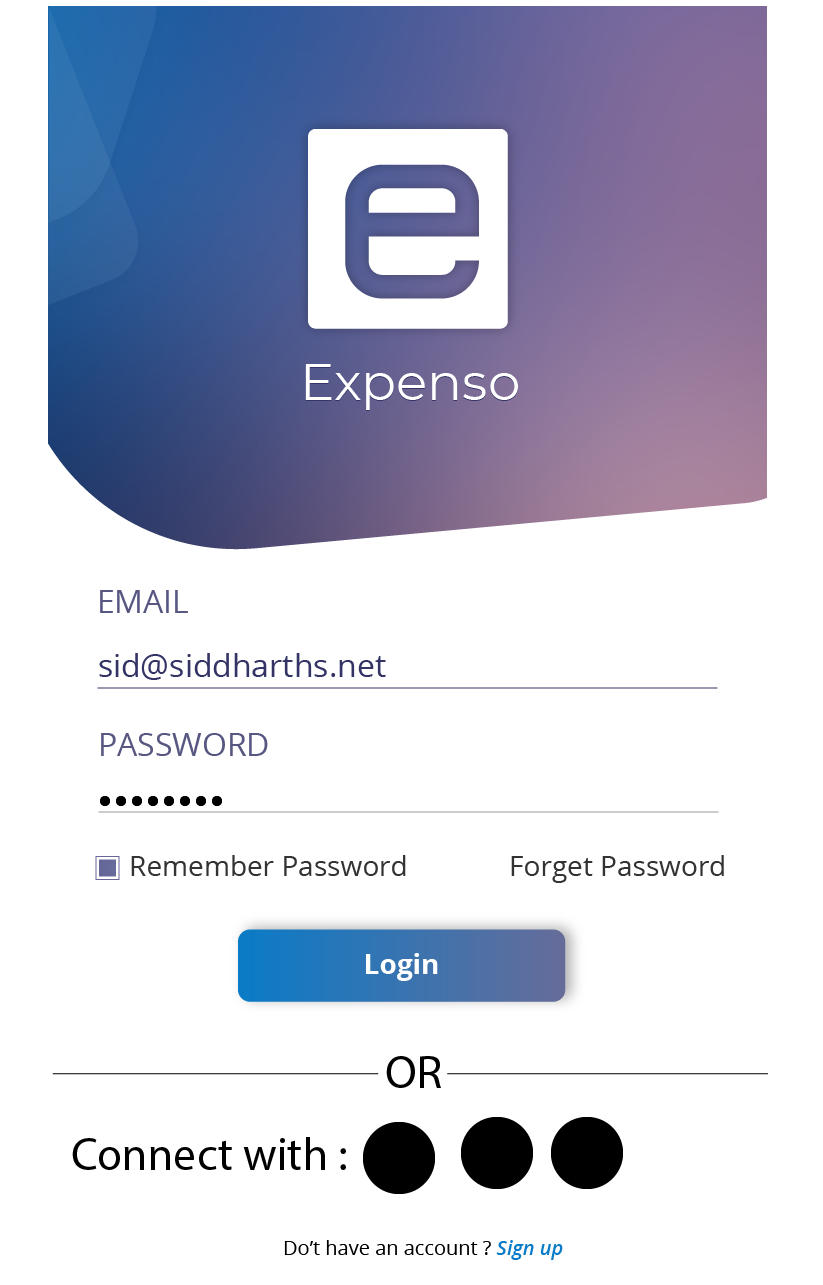 e
Expenso
EMAIL
sid@siddharths.net
PASSWORD
••••••••
Remember Password Forget Password
Login
OR
Connect with :
Do’t have an account ? Sign up